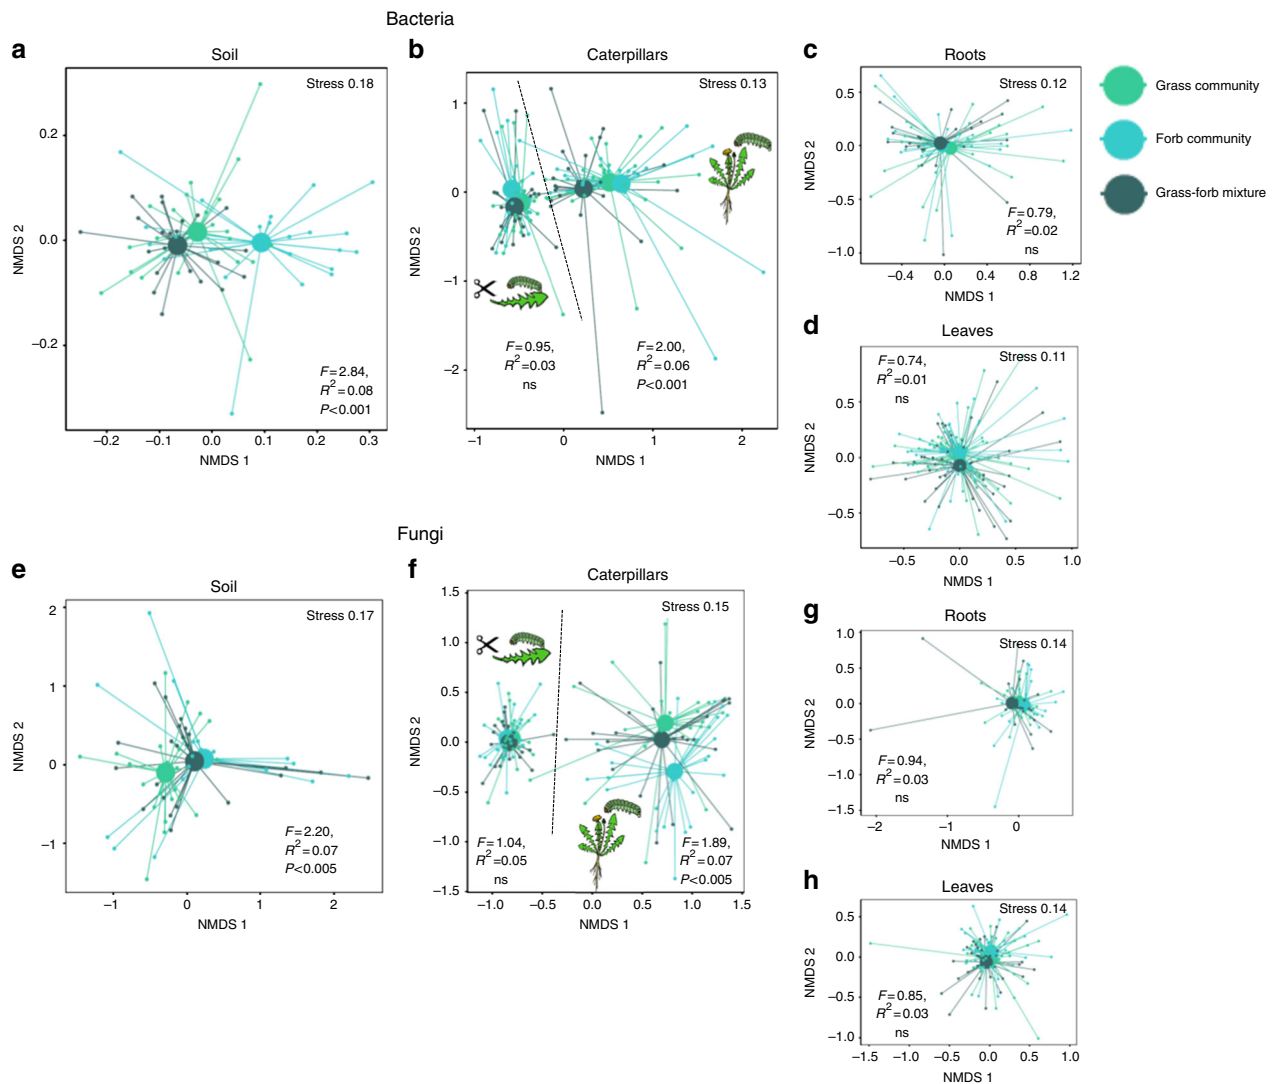 Bacteria
a
Soil
Stress 0.18
0.2
0.0
−0.2
NMDS 2
F=2.84,
R2=0.08
P<0.001
−0.2
−0.1
0.0
0.1
0.2
0.3
NMDS 1
b
Caterpillars
Stress 0.13
1
0
−1
−2
NMDS 2
F=0.95,
R2=0.03
ns
F=2.00,
R2=0.06
P<0.001
−1
0
1
2
NMDS 1
c
Roots
Stress 0.12
0.5
0.0
−0.5
−1.0
NMDS 2
F=0.79,
R2=0.02
ns
−0.4
0.0
0.4
0.8
1.2
NMDS 1
Grass community
Forb community
Grass-forb mixture
d
Leaves
F=0.74,
R2=0.01
ns
Stress 0.11
0.5
0.0
−0.5
NMDS 2
−0.5
0.0
0.5
1.0
NMDS 1
Fungi
e
Soil
Stress 0.17
2
1
0
−1
NMDS 2
F=2.20,
R2=0.07
P<0.005
−1
0
1
2
NMDS 1
f
Caterpillars
Stress 0.15
1.5
1.0
0.5
0.0
−0.5
−1.0
−1.5
NMDS 2
F=1.04,
R2=0.05
ns
F=1.89,
R2=0.07
P<0.005
−1.0
−0.5
0.0
0.5
1.0
1.5
NMDS 1
g
Roots
Stress 0.14
1.0
0.5
0.0
−0.5
−1.0
−1.5
NMDS 2
F=0.94,
R2=0.03
ns
−2
−1
0
NMDS 1
h
Leaves
Stress 0.14
0.5
0.0
−0.5
−1.0
NMDS 2
F=0.85,
R2=0.03
ns
−1.5
−1.0
−0.5
0.0
0.5
1.0
NMDS 1